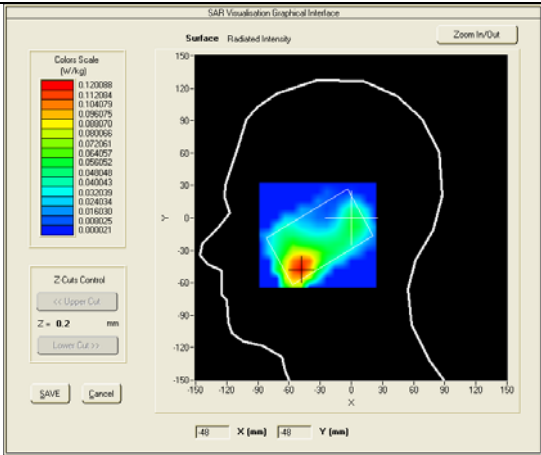 SAR Visualisation Graphical Interface
Surface Radiated Intensity
Zoom In/Out
Colors Scale
(W/kg)
0.120088
0.112084
0.104079
0.096075
0.088070
0.080066
0.072061
0.064057
0.056052
0.048048
0.040043
0.032039
0.024034
0.016030
0.008025
0.000021
150
120
90
60
30
0
-30
-60
-90
-120
-150
Y
-150 -120 -90 -60 -30 0 30 60 90 120 150
X
Z-Cuts Control
<< Upper Cut
Z = 0.2 mm
Lower Cut >>
SAVE Cancel
-48 X (mm) -48 Y (mm)